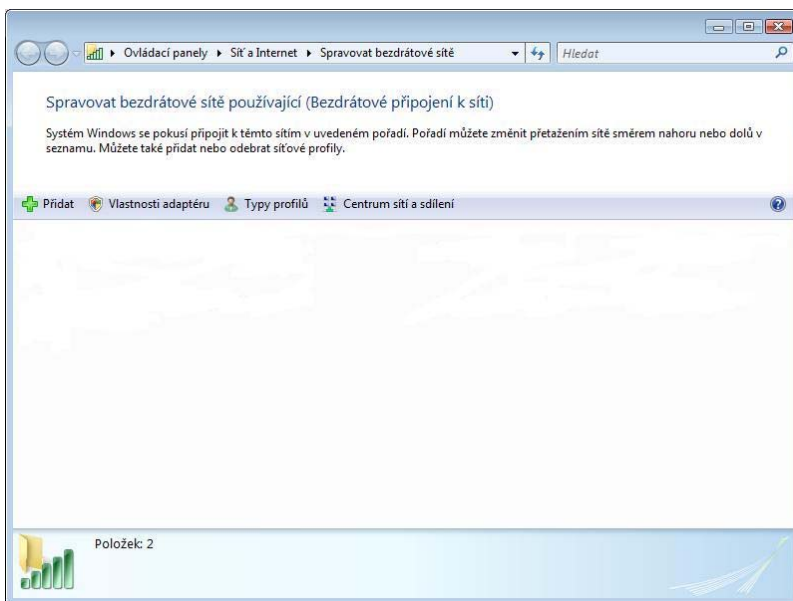 Ovládací panely Síť a Internet Spravovat bezdrátové sítě Hledat
Spravovat bezdrátové sítě používající (Bezdrátové připojení k síti)
Systém Windows se pokusí připojit k těmto sítím v uvedeném pořadí. Pořadí můžete změnit přetažením sítě směrem nahoru nebo dolů v
seznamu. Můžete také přidat nebo odebrat síťové profily.
Přidat Vlastnosti adaptéru Typy profilů Centrum sítí a sdílení
Položek: 2